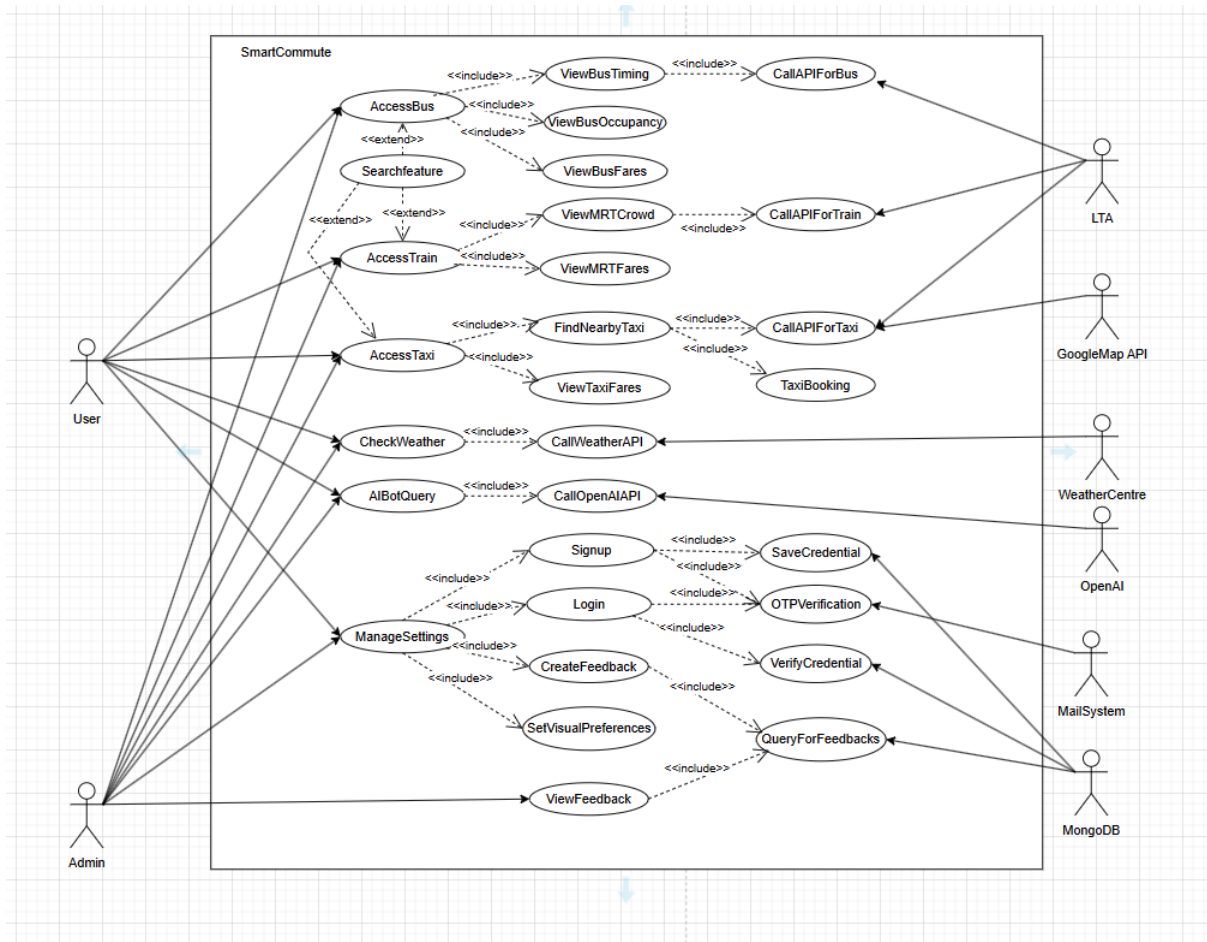 SmartCommute
<<include>>
ViewBusTiming
<<include>>
CallAPIForBus
AccessBus
<<include>>
ViewBusOccupancy
<<extend>>
<<include>>
Searchfeature
ViewBusFares
<<extend>>
<<extend>>
ViewMRTCrowd
<<include>>
CallAPIForTrain
<<include>>
LTA
AccessTrain
<<include>>
ViewMRTFares
<<include>>
FindNearbyTaxi
<<include>>
CallAPIForTaxi
AccessTaxi
<<include>>
<<include>>
GoogleMap API
ViewTaxiFares
TaxiBooking
User
CheckWeather
<<include>>
CallWeatherAPI
WeatherCentre
AIBotQuery
<<include>>
CallOpenAIAPI
OpenAI
Signup
<<include>>
SaveCredential
<<include>>
<<include>>
Login
<<include>>
OTPVerification
<<include>>
<<include>>
ManageSettings
<<include>>
CreateFeedback
VerifyCredential
<<include>>
<<include>>
MailSystem
SetVisualPreferences
QueryForFeedbacks
<<include>>
ViewFeedback
MongoDB
Admin